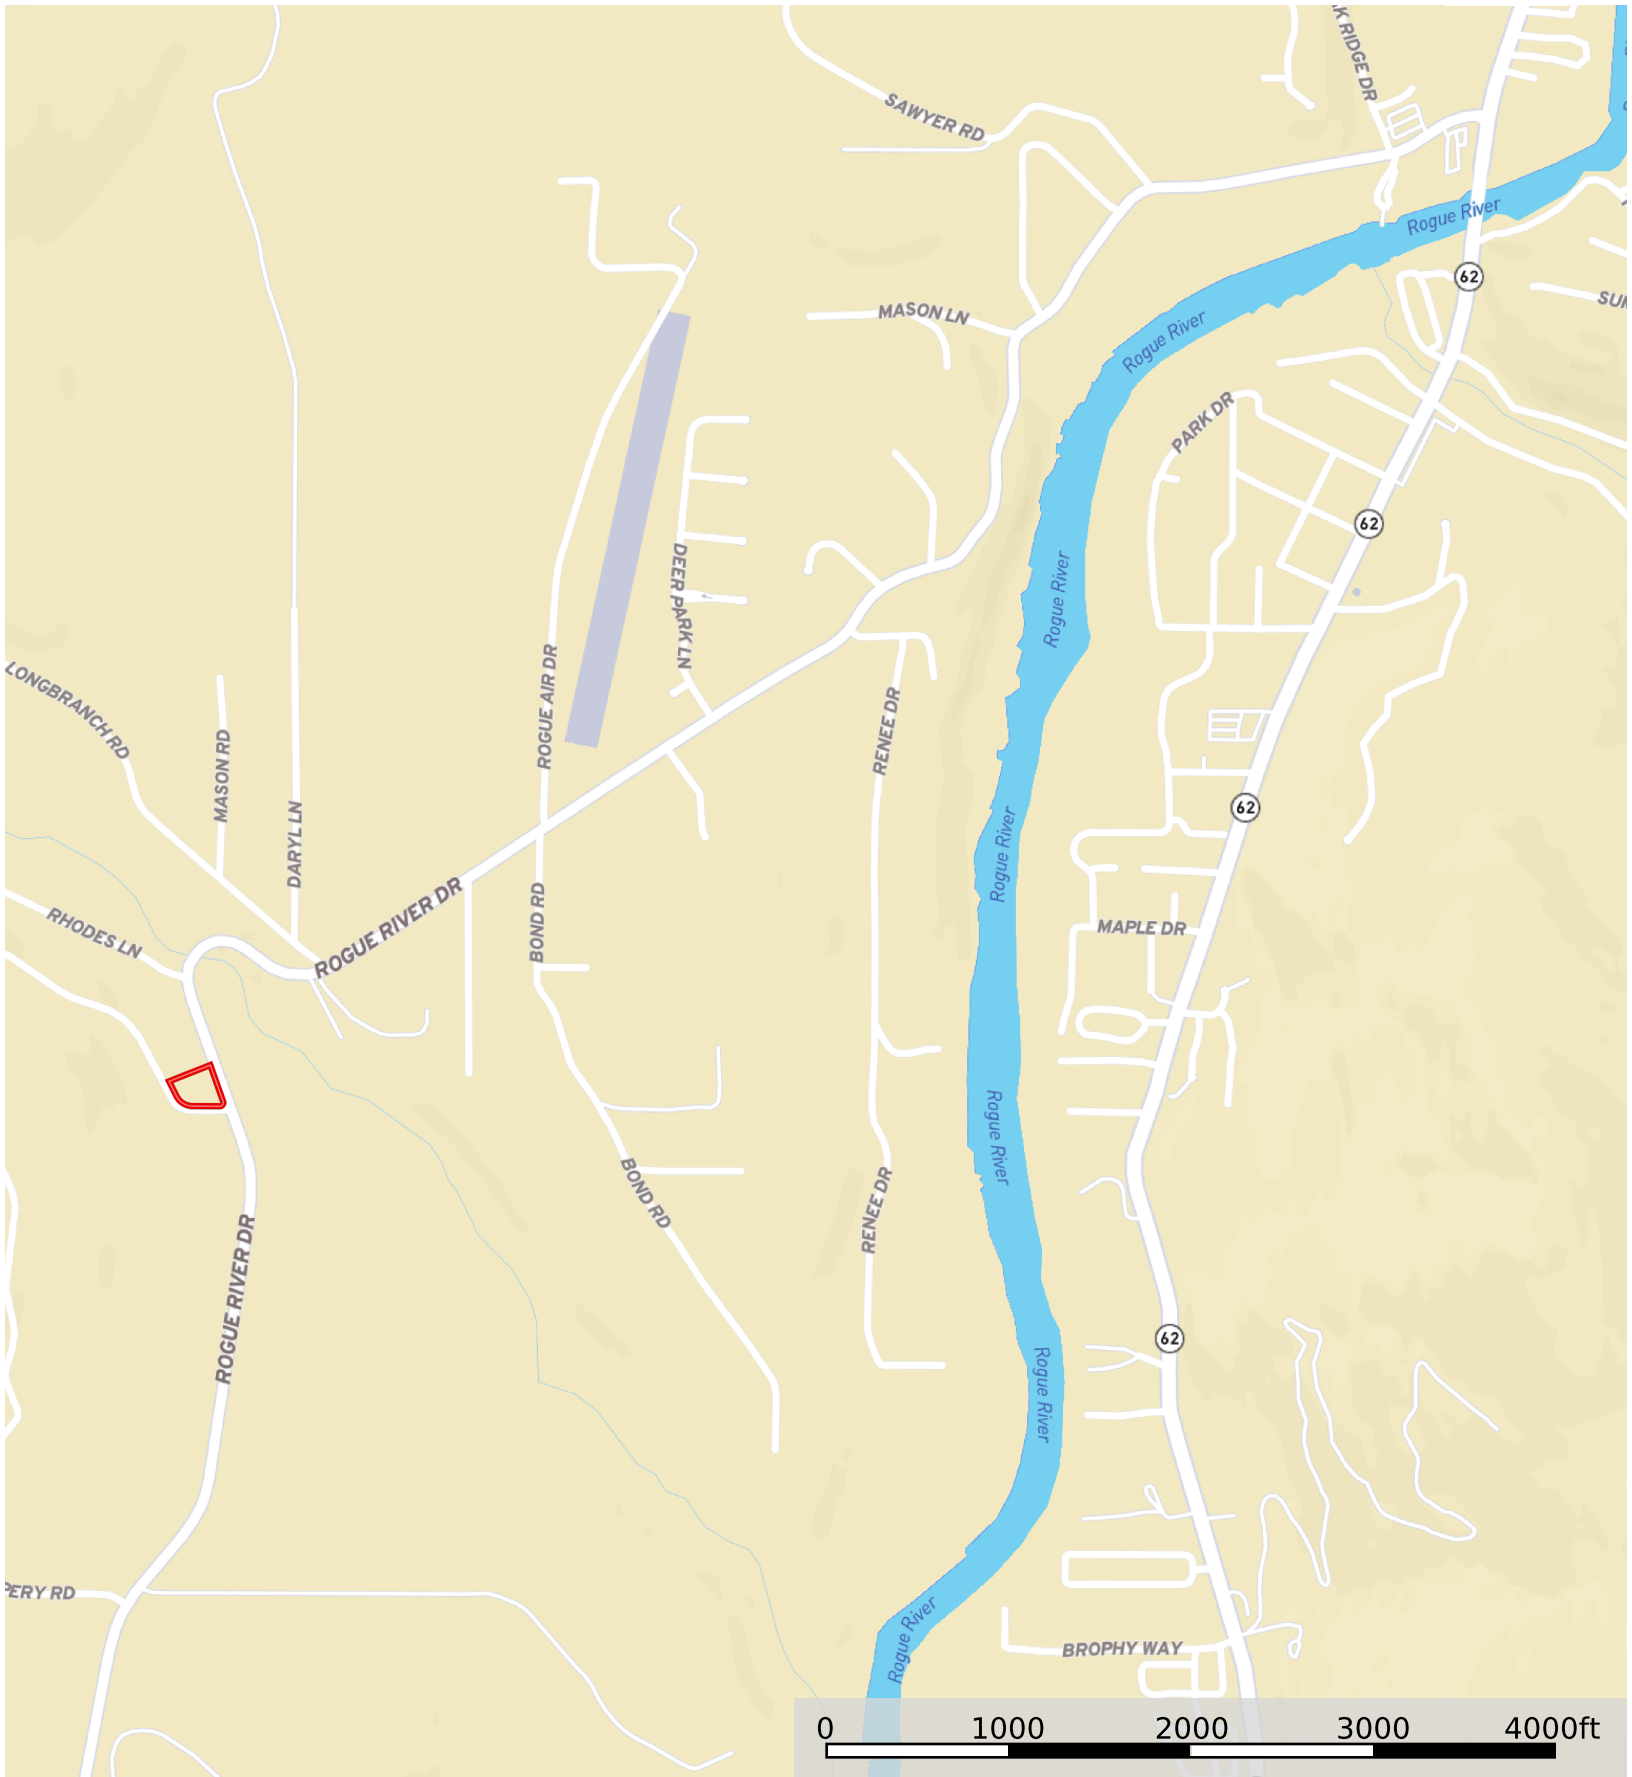 RIDGE DR
SAWYER RD
Rogue River
62
MASON LN
Rogue River
PARK DR
62
DEER PARK LN
Rogue River
LONGBRANCH RD
MASON RD
ROGUE AIR DR
RENEE DR
DARYL LN
62
Rogue River
RHODES LN
ROGUE RIVER DR
BOND RD
MAPLE DR
Rogue River
BOND RD
RENEE DR
ROGUE RIVER DR
62
Rogue River
PERY RD
Rogue River
BROPHY WAY
0 1000 2000 3000 4000ft